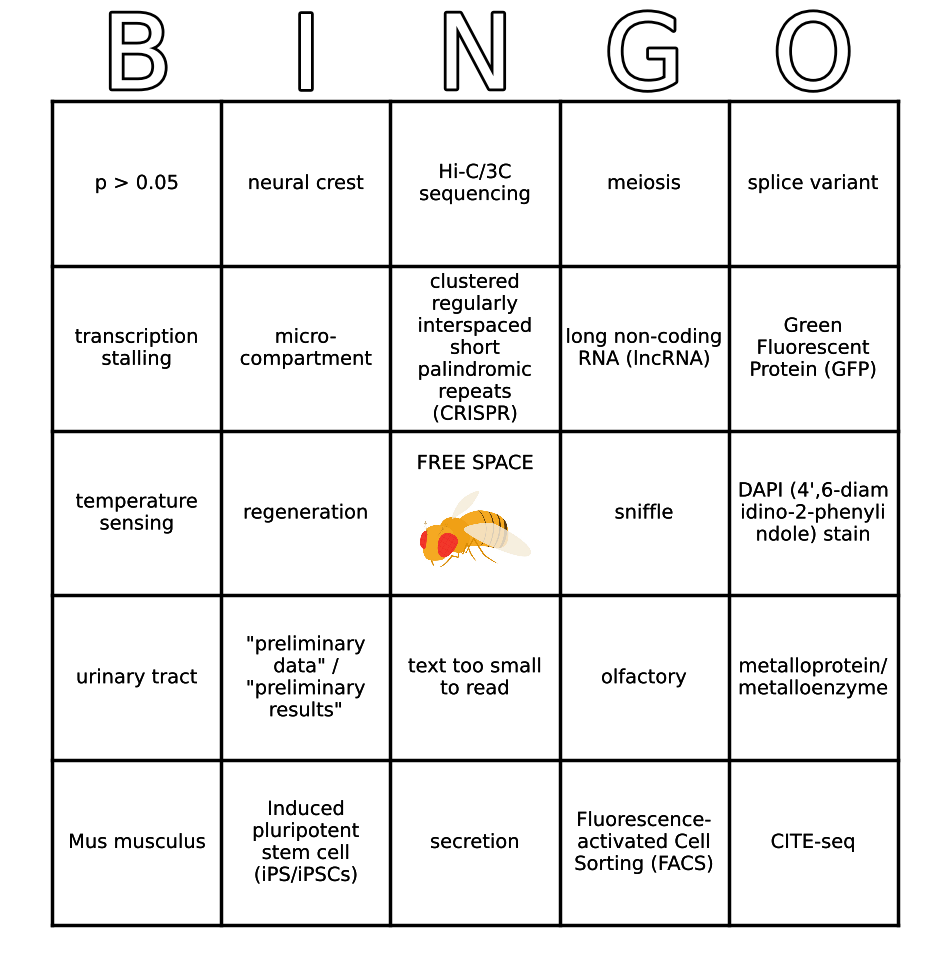 B I N G O
p > 0.05
neural crest
Hi-C/3C
sequencing
meiosis
splice variant
transcription
stalling
micro-
compartment
clustered
regularly
interspaced
short
palindromic
repeats
(CRISPR)
long non-coding
RNA (lncRNA)
Green
Fluorescent
Protein (GFP)
temperature
sensing
regeneration
FREE SPACE
sniffle
DAPI (4',6-diam
idino-2-phenyli
ndole) stain
urinary tract
"preliminary
data" /
"preliminary
results"
text too small
to read
olfactory
metalloprotein/
metalloenzyme
Mus musculus
Induced
pluripotent
stem cell
(iPS/iPSCs)
secretion
Fluorescence-
activated Cell
Sorting (FACS)
CITE-seq